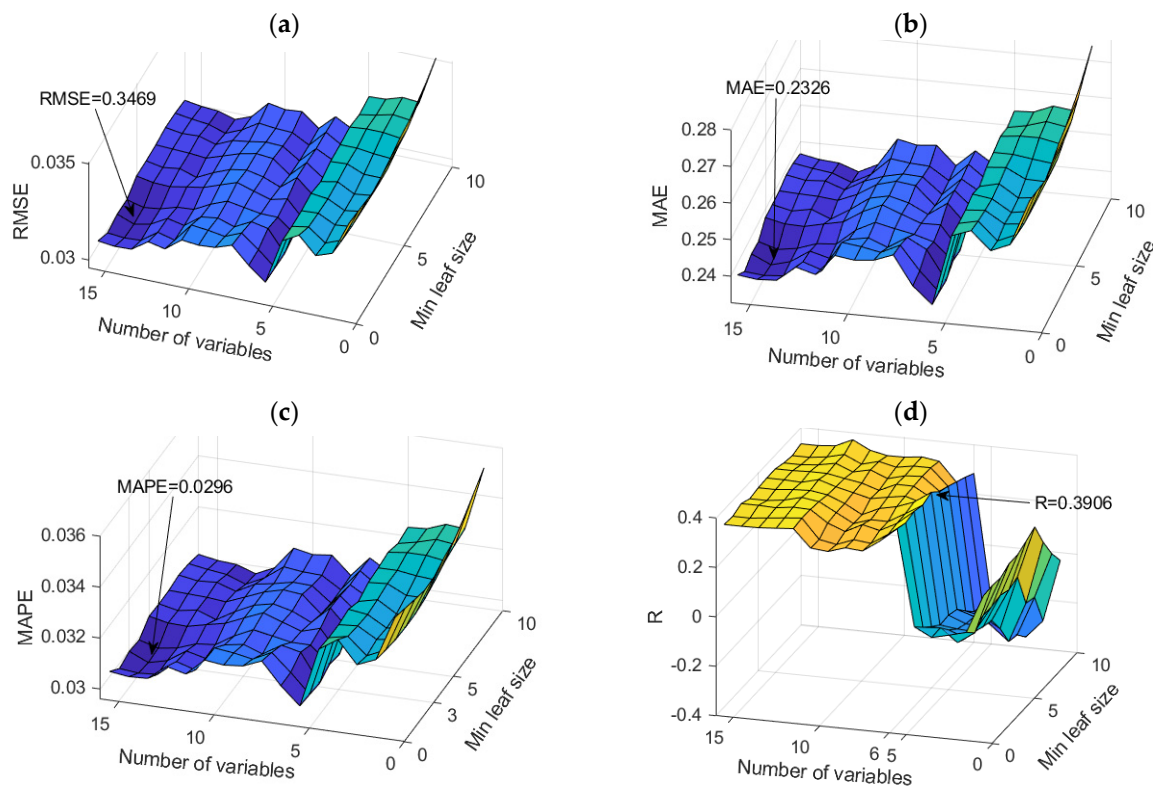 (a)
RMSE=0.3469
0.035
0.03
RMSE
15
10
5
0
Number of variables
0
5
10
Min leaf size
(b)
MAE=0.2326
0.28
0.27
0.26
0.25
0.24
MAE
15
10
5
0
Number of variables
0
5
10
Min leaf size
(c)
MAPE=0.0296
0.036
0.034
0.032
0.03
MAPE
15
10
5
0
Number of variables
0
3
5
10
Min leaf size
(d)
R=0.3906
0.4
0.2
0
-0.2
-0.4
R
15
10
6
5
0
Number of variables
0
5
10
Min leaf size